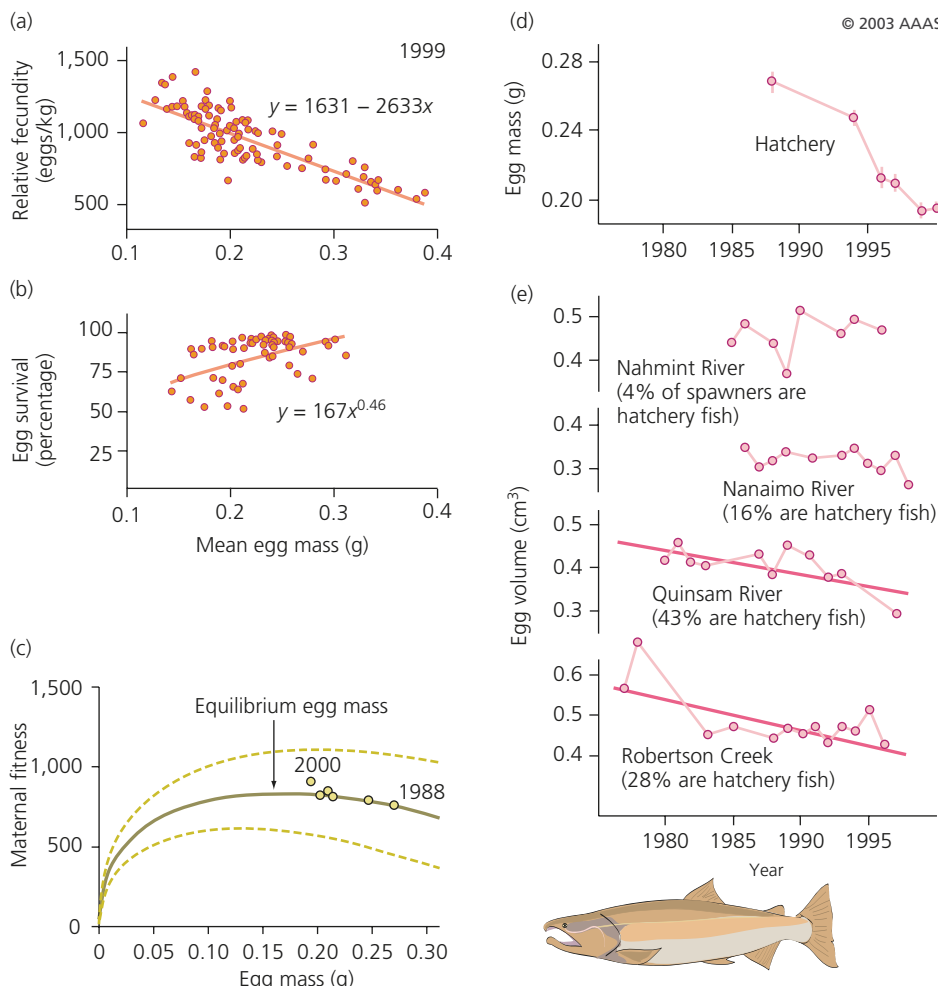 (a)
1999
Relative fecundity
(eggs/kg)
1,500
1,000
500
y = 1631 – 2633x
0.1
0.2
0.3
0.4
(b)
Egg survival
(percentage)
100
75
50
25
y = 167x^0.46
0.1
0.2
0.3
0.4
Mean egg mass (g)
(c)
Maternal fitness
1,500
1,000
500
0
Equilibrium egg mass
2000
1988
0
0.05
0.10
0.15
0.20
0.25
0.30
Egg mass (g)
(d)
© 2003 AAAS
Egg mass (g)
0.28
0.24
0.20
Hatchery
1980
1985
1990
1995
(e)
Egg volume (cm³)
0.5
0.4
Nahmint River
(4% of spawners are
hatchery fish)
0.3
Nanaimo River
(16% are hatchery fish)
0.5
0.4
0.3
Quinsam River
(43% are hatchery fish)
0.6
0.5
0.4
Robertson Creek
(28% are hatchery fish)
1980
1985
1990
1995
Year